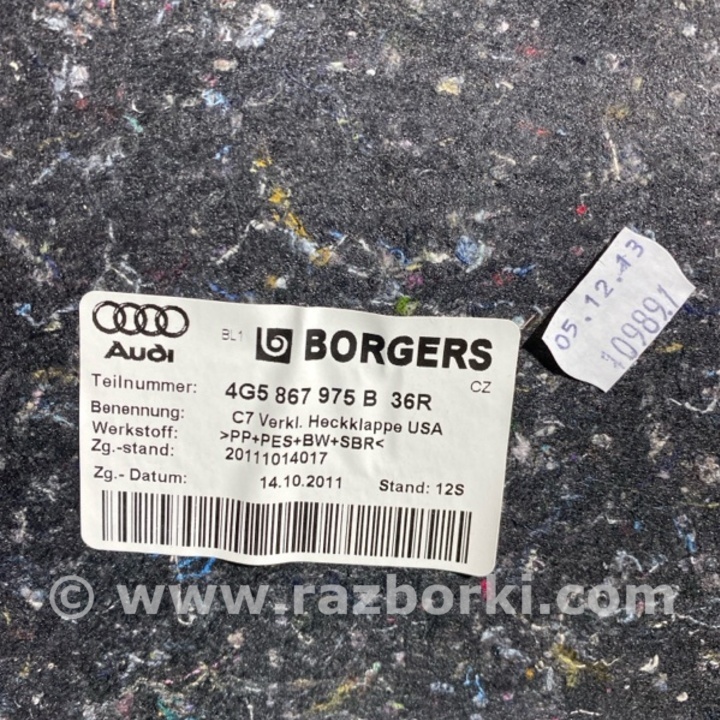 05.12.13
109891
Audi
BL1
BORGERS
CZ
Teilnummer: 4G5 867 975 B 36R
Benennung: C7 Verkl. Heckklappe USA
Werkstoff: >PP+PES+BW+SBR<
Zg.-stand: 20111014017
Zg.- Datum: 14.10.2011 Stand: 12S
© www.razborki.com